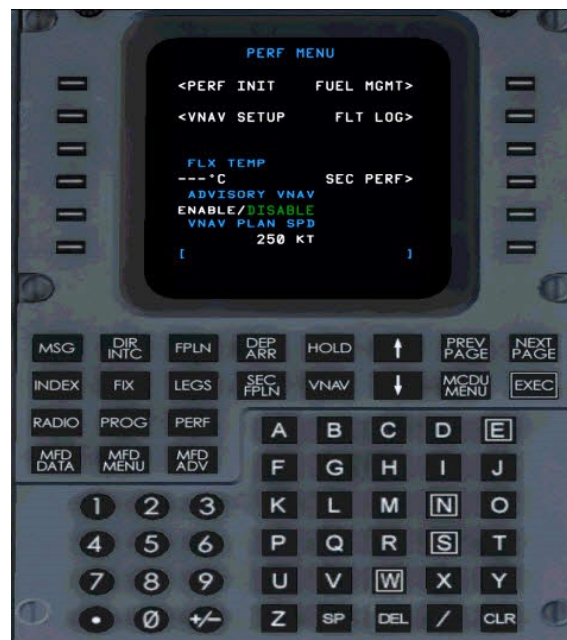 PERF MENU
<PERF INIT FUEL MGMT>
<VNAV SETUP FLT LOG>
FLX TEMP
---°C SEC PERF>
ADVISORY VNAV
ENABLE/DISABLE
VNAV PLAN SPD
250 KT
[ ]
MSG DIR INTC FPLN DEP ARR HOLD ↑ PREV PAGE NEXT PAGE
INDEX FIX LEGS SEC FPLN VNAV ↓ MCDU MENU EXEC
RADIO PROG PERF
MFD DATA MFD MENU MFD ADV
A B C D E
F G H I J
1 2 3 K L M N O
4 5 6 P Q R S T
7 8 9 U V W X Y
. 0 +/- Z SP DEL / CLR